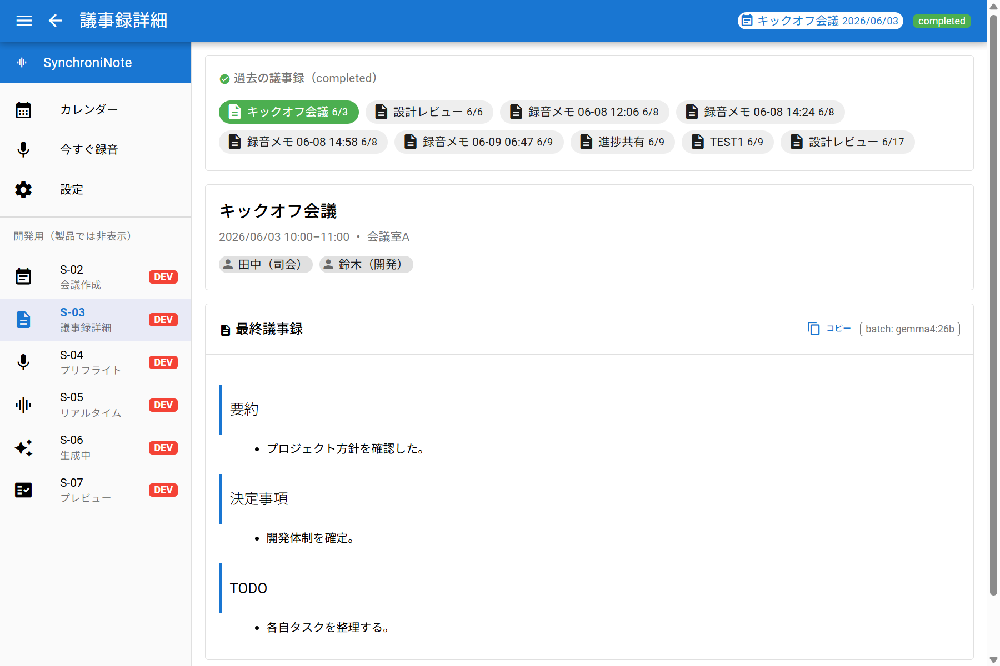 議事録詳細
キックオフ会議 2026/06/03
completed
SynchroniNote
カレンダー
今すぐ録音
設定
開発用（製品では非表示）
S-02
会議作成
DEV
S-03
議事録詳細
DEV
S-04
プリフライト
DEV
S-05
リアルタイム
DEV
S-06
生成中
DEV
S-07
プレビュー
DEV
過去の議事録（completed）
キックオフ会議 6/3
設計レビュー 6/6
録音メモ 06-08 12:06 6/8
録音メモ 06-08 14:24 6/8
録音メモ 06-08 14:58 6/8
録音メモ 06-09 06:47 6/9
進捗共有 6/9
TEST1 6/9
設計レビュー 6/17
キックオフ会議
2026/06/03 10:00–11:00 ・ 会議室A
田中（司会）
鈴木（開発）
最終議事録
コピー
batch: gemma4:26b
要約
• プロジェクト方針を確認した。
決定事項
• 開発体制を確定。
TODO
• 各自タスクを整理する。